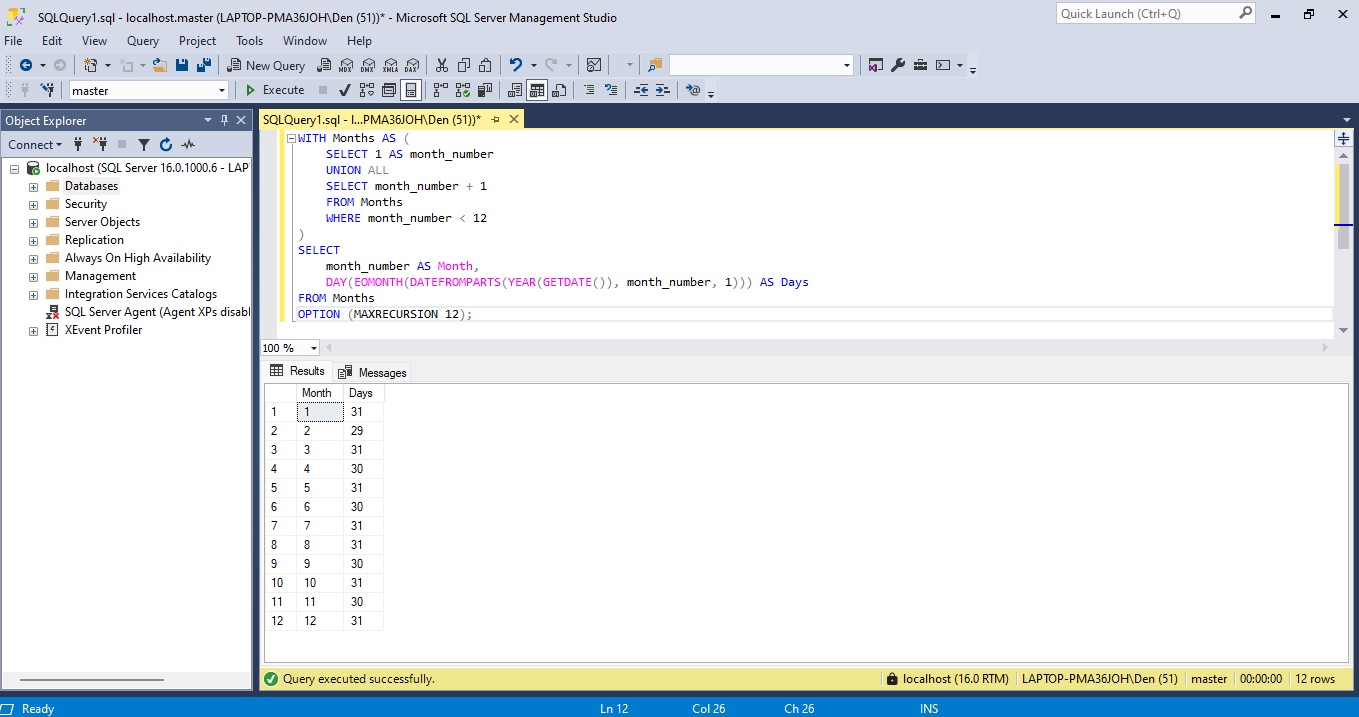 SQLQuery1.sql - localhost.master (LAPTOP-PMA36JOH\Den (51))* - Microsoft SQL Server Management Studio
Quick Launch (Ctrl+Q)
File Edit View Query Project Tools Window Help
New Query
MDX DMX XMLA DAX
master
Execute
Object Explorer
Connect
localhost (SQL Server 16.0.1000.6 - LAP
Databases
Security
Server Objects
Replication
Always On High Availability
Management
Integration Services Catalogs
SQL Server Agent (Agent XPs disabl
XEvent Profiler
SQLQuery1.sql - l...PMA36JOH\Den (51))*
WITH Months AS (
SELECT 1 AS month_number
UNION ALL
SELECT month_number + 1
FROM Months
WHERE month_number < 12
)
SELECT
month_number AS Month,
DAY(EOMONTH(DATEFROMPARTS(YEAR(GETDATE()), month_number, 1))) AS Days
FROM Months
OPTION (MAXRECURSION 12);
100 %
Results Messages
Month Days
1 1 31
2 2 29
3 3 31
4 4 30
5 5 31
6 6 30
7 7 31
8 8 31
9 9 30
10 10 31
11 11 30
12 12 31
Query executed successfully.
localhost (16.0 RTM) LAPTOP-PMA36JOH\Den (51) master 00:00:00 12 rows
Ready Ln 12 Col 26 Ch 26 INS